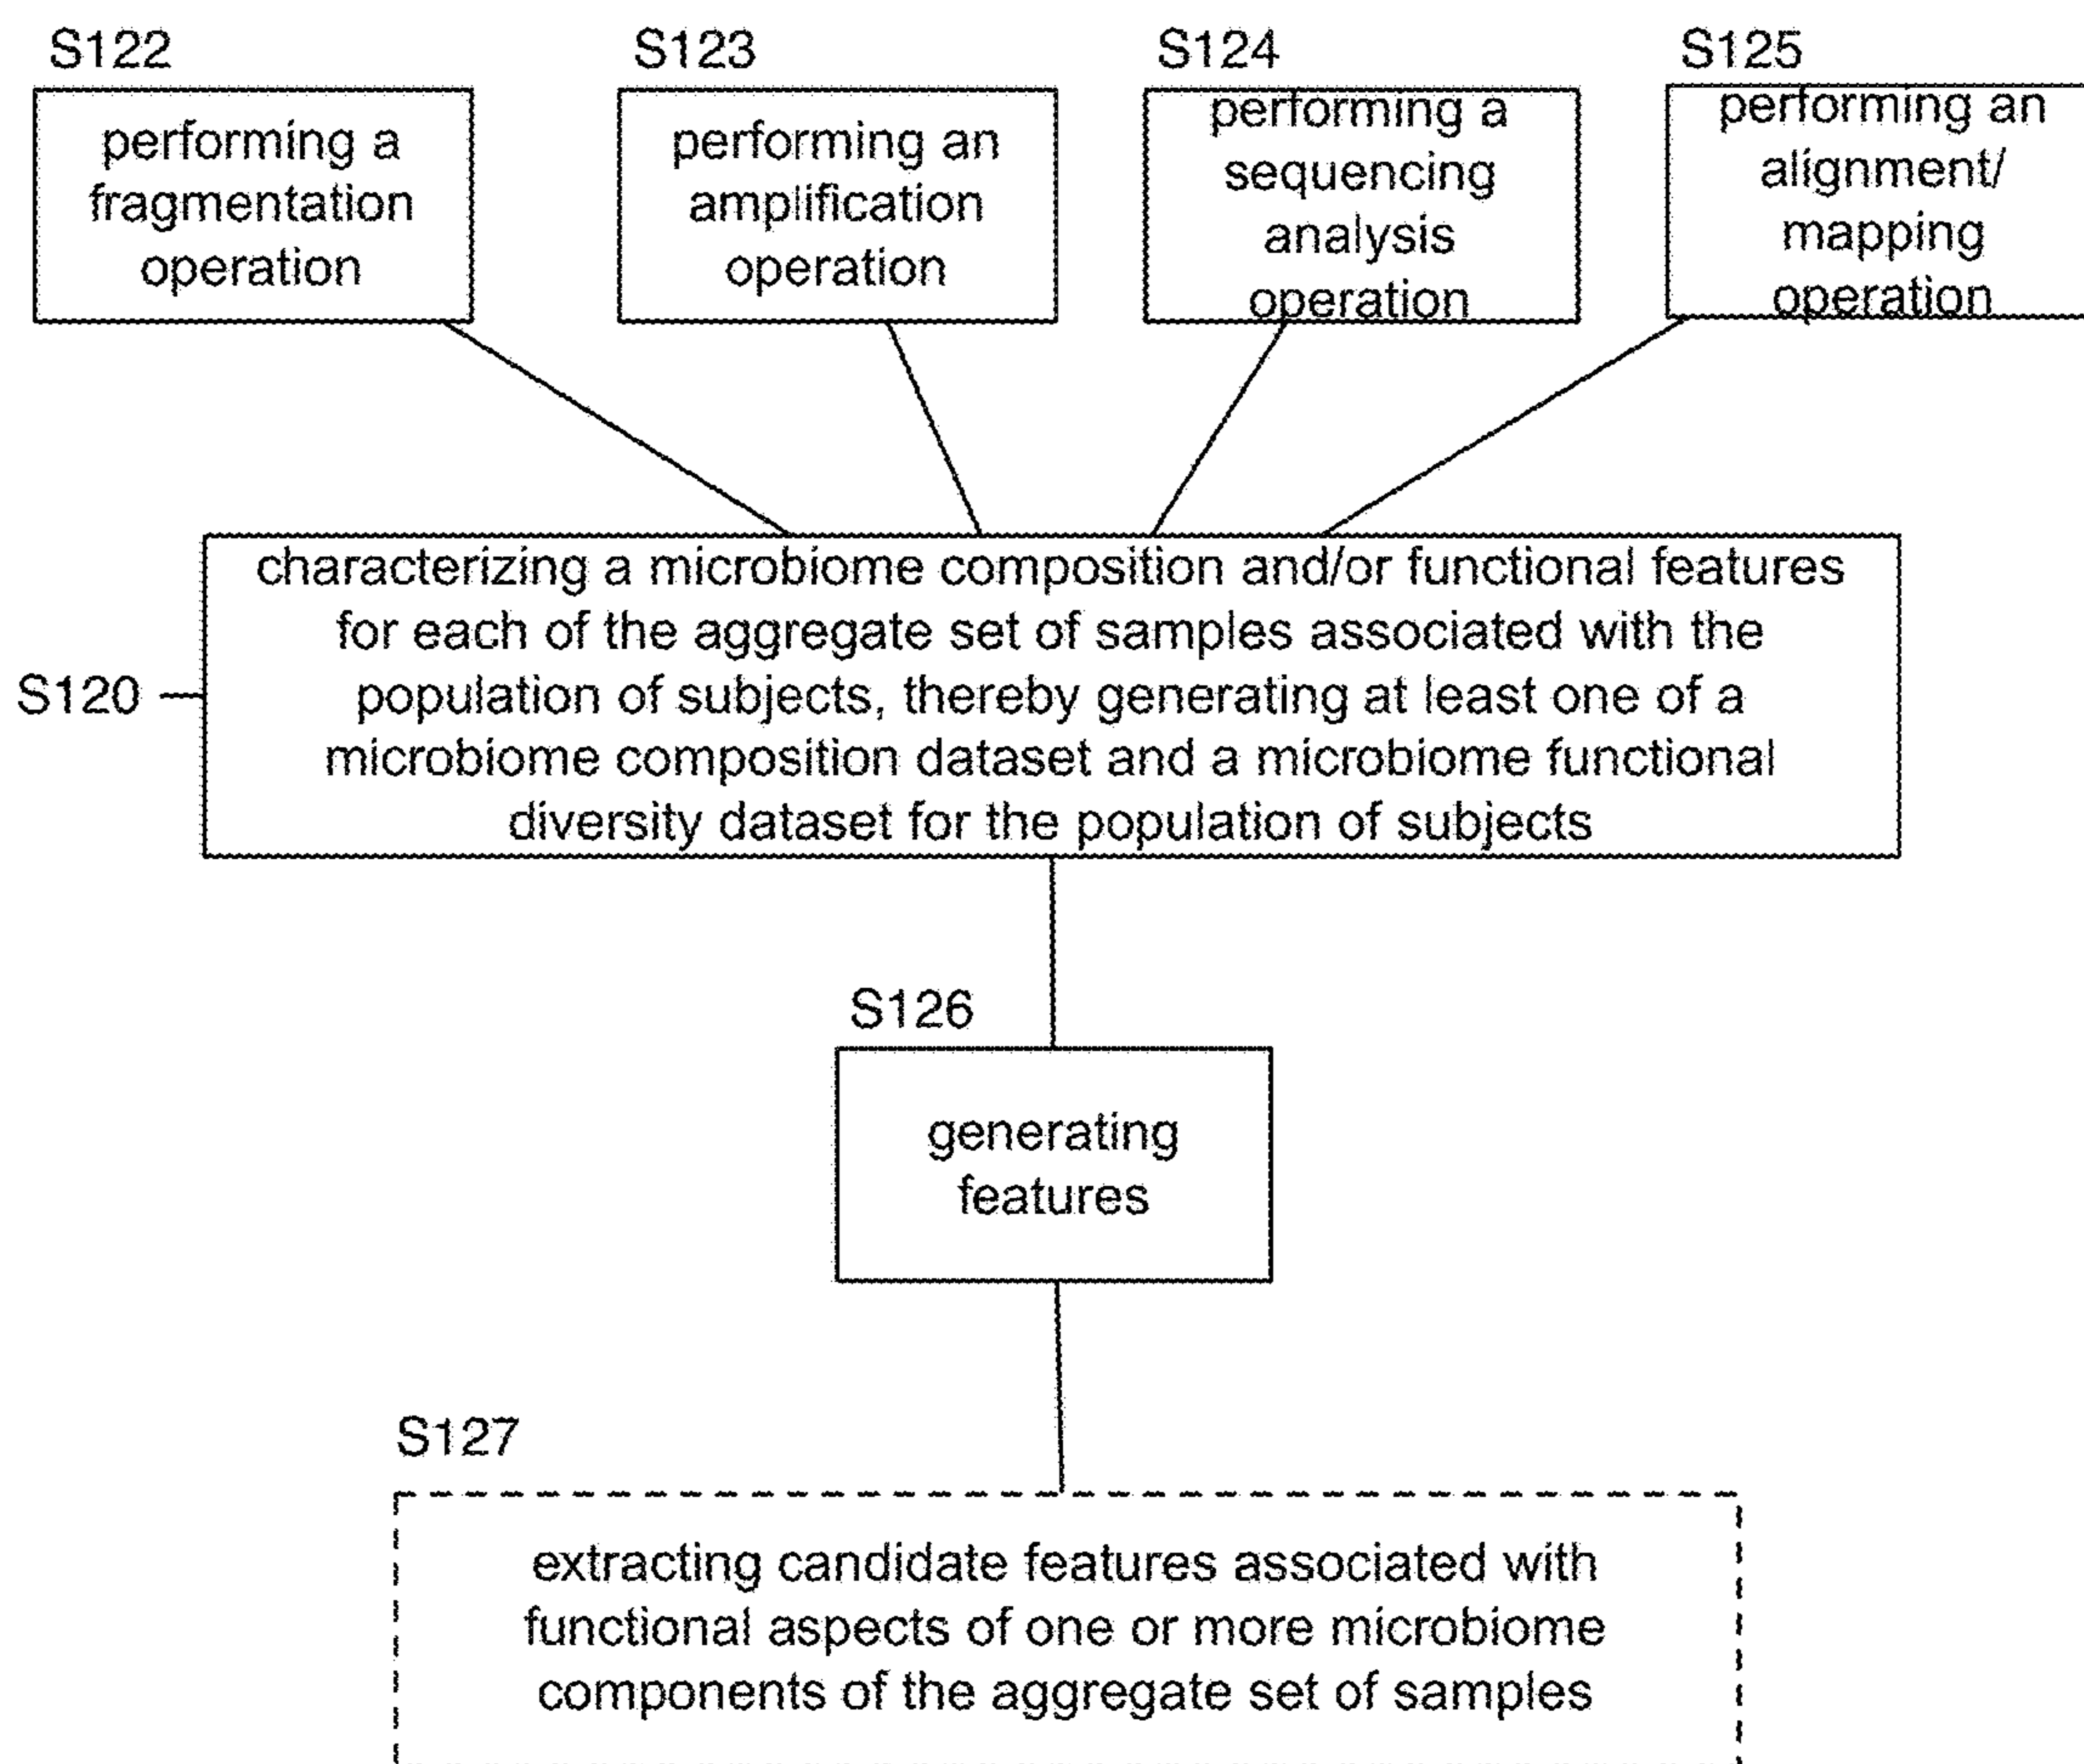 S122
performing a
fragmentation
operation
S123
performing an
amplification
operation
S124
performing a
sequencing
analysis
operation
S125
performing an
alignment/
mapping
operation
S120
characterizing a microbiome composition and/or functional features
for each of the aggregate set of samples associated with the
population of subjects, thereby generating at least one of a
microbiome composition dataset and a microbiome functional
diversity dataset for the population of subjects
S126
generating
features
S127
extracting candidate features associated with
functional aspects of one or more microbiome
components of the aggregate set of samples